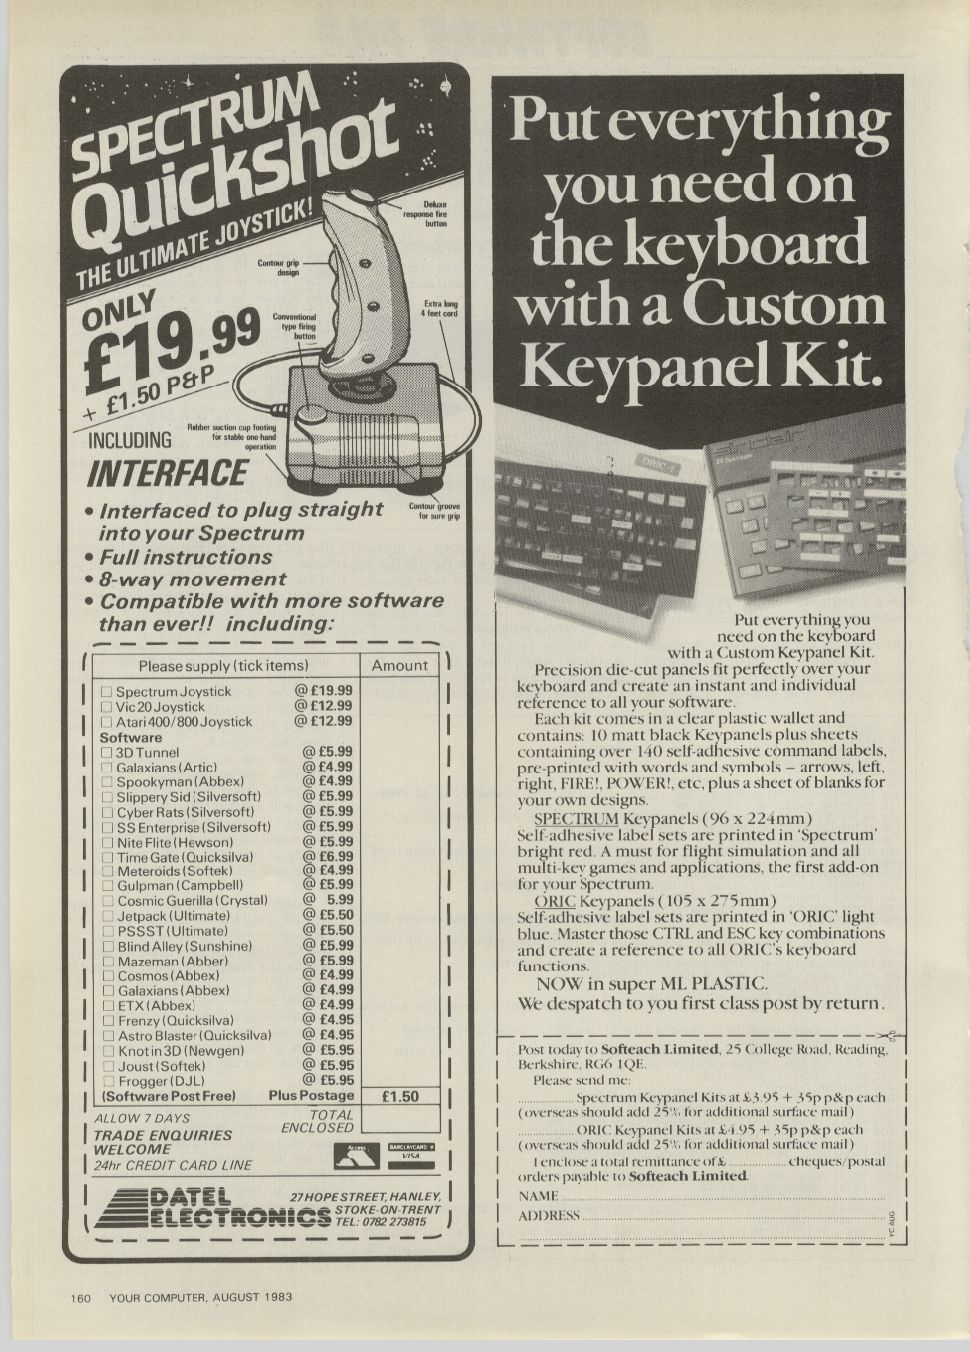 SPECTRUM
Quickshot
THE ULTIMATE JOYSTICK!
ONLY
£19.99
+ £1.50 P&P
INCLUDING
INTERFACE
Deluxe
response fire
button
Contour grip
design
Extra long
4 feet cord
Conventional
type firing
button
Rubber suction cup footing
for stable one-hand
operation
Contour groove
for sure grip
• Interfaced to plug straight
into your Spectrum
• Full instructions
• 8-way movement
• Compatible with more software
than ever!! including:
Please supply (tick items) Amount
☐ Spectrum Joystick @ £19.99
☐ Vic 20 Joystick @ £12.99
☐ Atari 400/800 Joystick @ £12.99
Software
☐ 3D Tunnel @ £5.99
☐ Galaxians (Artic) @ £4.99
☐ Spookyman (Abbex) @ £4.99
☐ Slippery Sid (Silversoft) @ £5.99
☐ Cyber Rats (Silversoft) @ £5.99
☐ SS Enterprise (Silversoft) @ £5.99
☐ Nite Flite (Hewson) @ £5.99
☐ Time Gate (Quicksilva) @ £6.99
☐ Meteroids (Softek) @ £4.99
☐ Gulpman (Campbell) @ £5.99
☐ Cosmic Guerilla (Crystal) @ 5.99
☐ Jetpack (Ultimate) @ £5.50
☐ PSSST (Ultimate) @ £5.50
☐ Blind Alley (Sunshine) @ £5.99
☐ Mazeman (Abber) @ £5.99
☐ Cosmos (Abbex) @ £4.99
☐ Galaxians (Abbex) @ £4.99
☐ ETX (Abbex) @ £4.99
☐ Frenzy (Quicksilva) @ £4.95
☐ Astro Blaster (Quicksilva) @ £4.95
☐ Knot in 3D (Newgen) @ £5.95
☐ Joust (Softek) @ £5.95
☐ Frogger (DJL) @ £5.95
(Software Post Free) Plus Postage £1.50
ALLOW 7 DAYS TOTAL
ENCLOSED
TRADE ENQUIRIES
WELCOME
24hr CREDIT CARD LINE
Access
BARCLAYCARD
VISA
DATEL
ELECTRONICS
27 HOPE STREET, HANLEY,
STOKE-ON-TRENT
TEL: 0782 273815
Put everything
you need on
the keyboard
with a Custom
Keypanel Kit.
ORIC-1
Put everything you
need on the keyboard
with a Custom Keypanel Kit.
Precision die-cut panels fit perfectly over your
keyboard and create an instant and individual
reference to all your software.
Each kit comes in a clear plastic wallet and
contains: 10 matt black Keypanels plus sheets
containing over 140 self-adhesive command labels,
pre-printed with words and symbols – arrows, left,
right, FIRE!, POWER!, etc, plus a sheet of blanks for
your own designs.
SPECTRUM Keypanels (96 x 224mm)
Self-adhesive label sets are printed in 'Spectrum'
bright red. A must for flight simulation and all
multi-key games and applications, the first add-on
for your Spectrum.
ORIC Keypanels (105 x 275mm)
Self-adhesive label sets are printed in 'ORIC' light
blue. Master those CTRL and ESC key combinations
and create a reference to all ORIC's keyboard
functions.
NOW in super ML PLASTIC.
We despatch to you first class post by return.
Post today to Softeach Limited, 25 College Road, Reading,
Berkshire, RG6 1QE.
Please send me:
.................... Spectrum Keypanel Kits at £3.95 + 35p p&p each
(overseas should add 25% for additional surface mail)
.................... ORIC Keypanel Kits at £4.95 + 35p p&p each
(overseas should add 25% for additional surface mail)
I enclose a total remittance of £.................... cheques/postal
orders payable to Softeach Limited.
NAME
ADDRESS
YC AUG
160 YOUR COMPUTER, AUGUST 1983